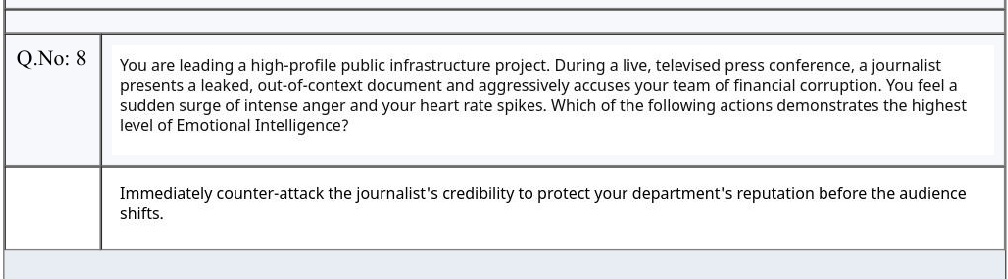 Q.No: 8
You are leading a high-profile public infrastructure project. During a live, televised press conference, a journalist
presents a leaked, out-of-context document and aggressively accuses your team of financial corruption. You feel a
sudden surge of intense anger and your heart rate spikes. Which of the following actions demonstrates the highest
level of Emotional Intelligence?
Immediately counter-attack the journalist's credibility to protect your department's reputation before the audience
shifts.